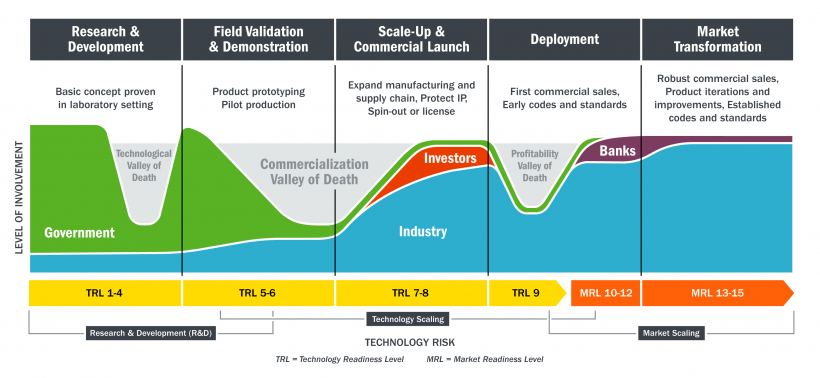 Research &
Development
Field Validation
& Demonstration
Scale-Up &
Commercial Launch
Deployment
Market
Transformation
Basic concept proven
in laboratory setting
Product prototyping
Pilot production
Expand manufacturing and
supply chain, Protect IP,
Spin-out or license
First commercial sales,
Early codes and standards
Robust commercial sales,
Product iterations and
improvements, Established
codes and standards
LEVEL OF INVOLVEMENT
Technological
Valley of
Death
Commercialization
Valley of Death
Investors
Profitability
Valley of
Death
Banks
Government
Industry
TRL 1-4
TRL 5-6
TRL 7-8
TRL 9
MRL 10-12
MRL 13-15
Technology Scaling
Research & Development (R&D)
Market Scaling
TECHNOLOGY RISK
TRL = Technology Readiness Level
MRL = Market Readiness Level